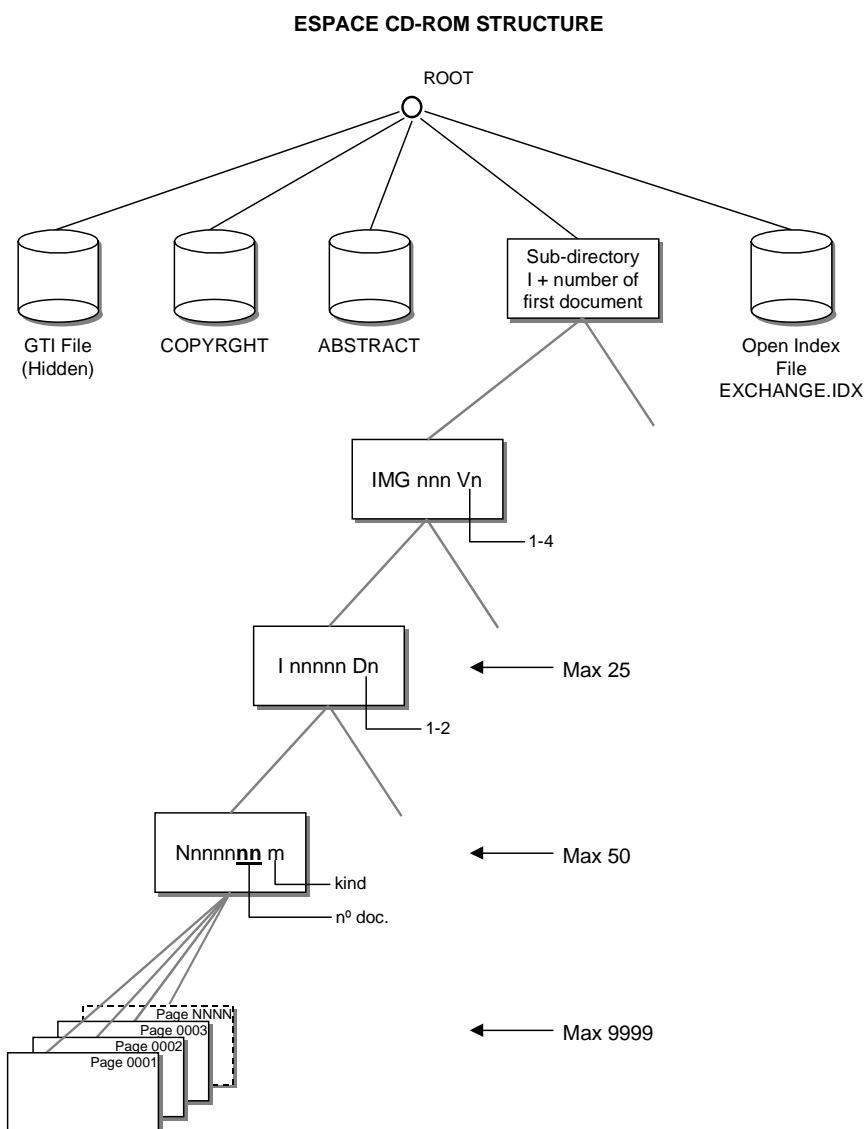 ESPACE CD-ROM STRUCTURE
ROOT
Sub-directory
I + number of
first document
GTI File
(Hidden)
COPYRGHT
ABSTRACT
Open Index
File
EXCHANGE.IDX
IMG nnn Vn
1-4
I nnnnn Dn
Max 25
1-2
Nnnnnnn m
Max 50
kind
nº doc.
Page NNNN
Page 0003
Page 0002
Page 0001
Max 9999